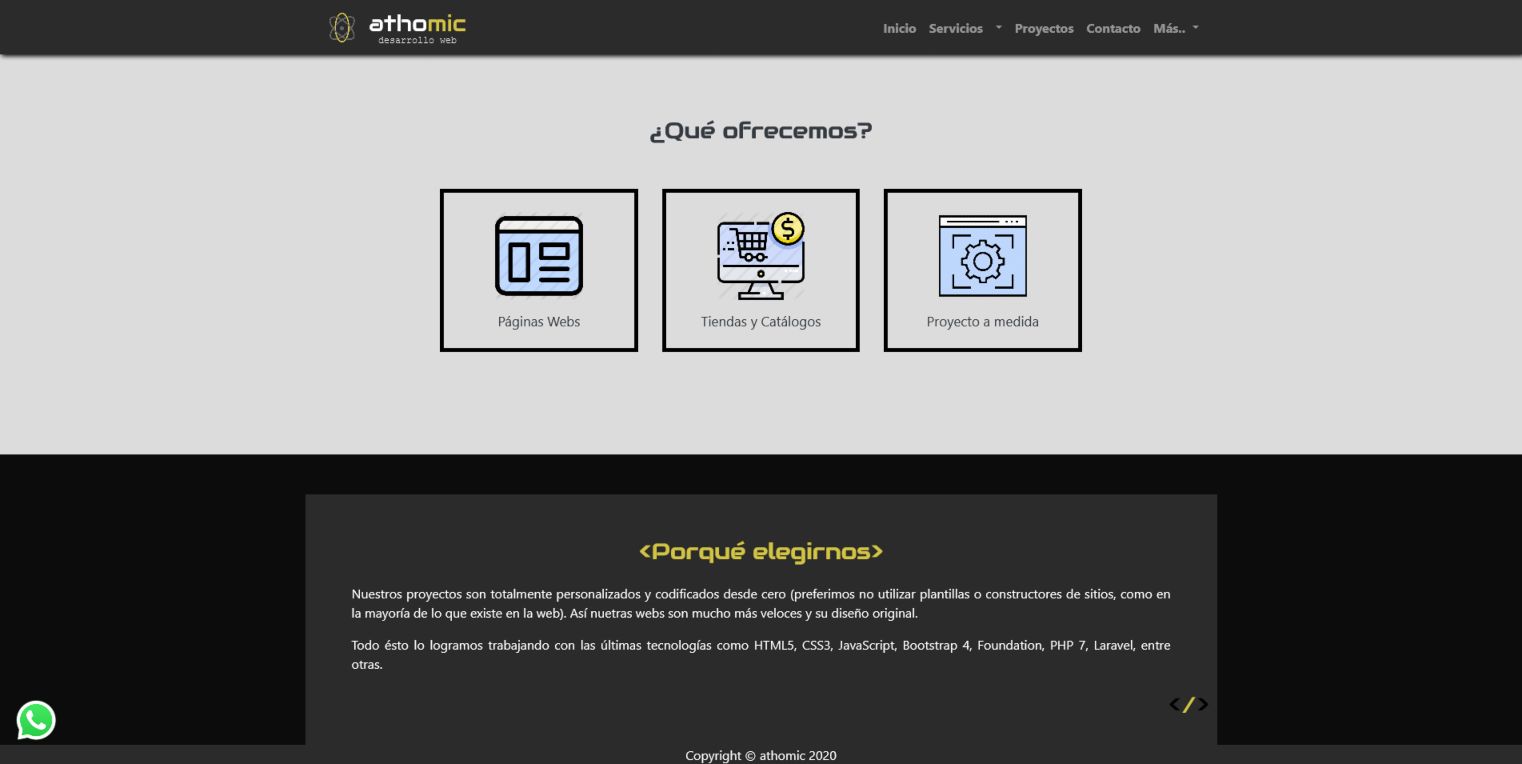 athomic
desarrollo web
Inicio Servicios Proyectos Contacto Más..
¿Qué ofrecemos?
$
Páginas Webs
Tiendas y Catálogos
Proyecto a medida
<Porqué elegirnos>
Nuestros proyectos son totalmente personalizados y codificados desde cero (preferimos no utilizar plantillas o constructores de sitios, como en
la mayoría de lo que existe en la web). Así nuetras webs son mucho más veloces y su diseño original.
Todo ésto lo logramos trabajando con las últimas tecnologías como HTML5, CSS3, JavaScript, Bootstrap 4, Foundation, PHP 7, Laravel, entre
otras.
</>
Copyright © athomic 2020